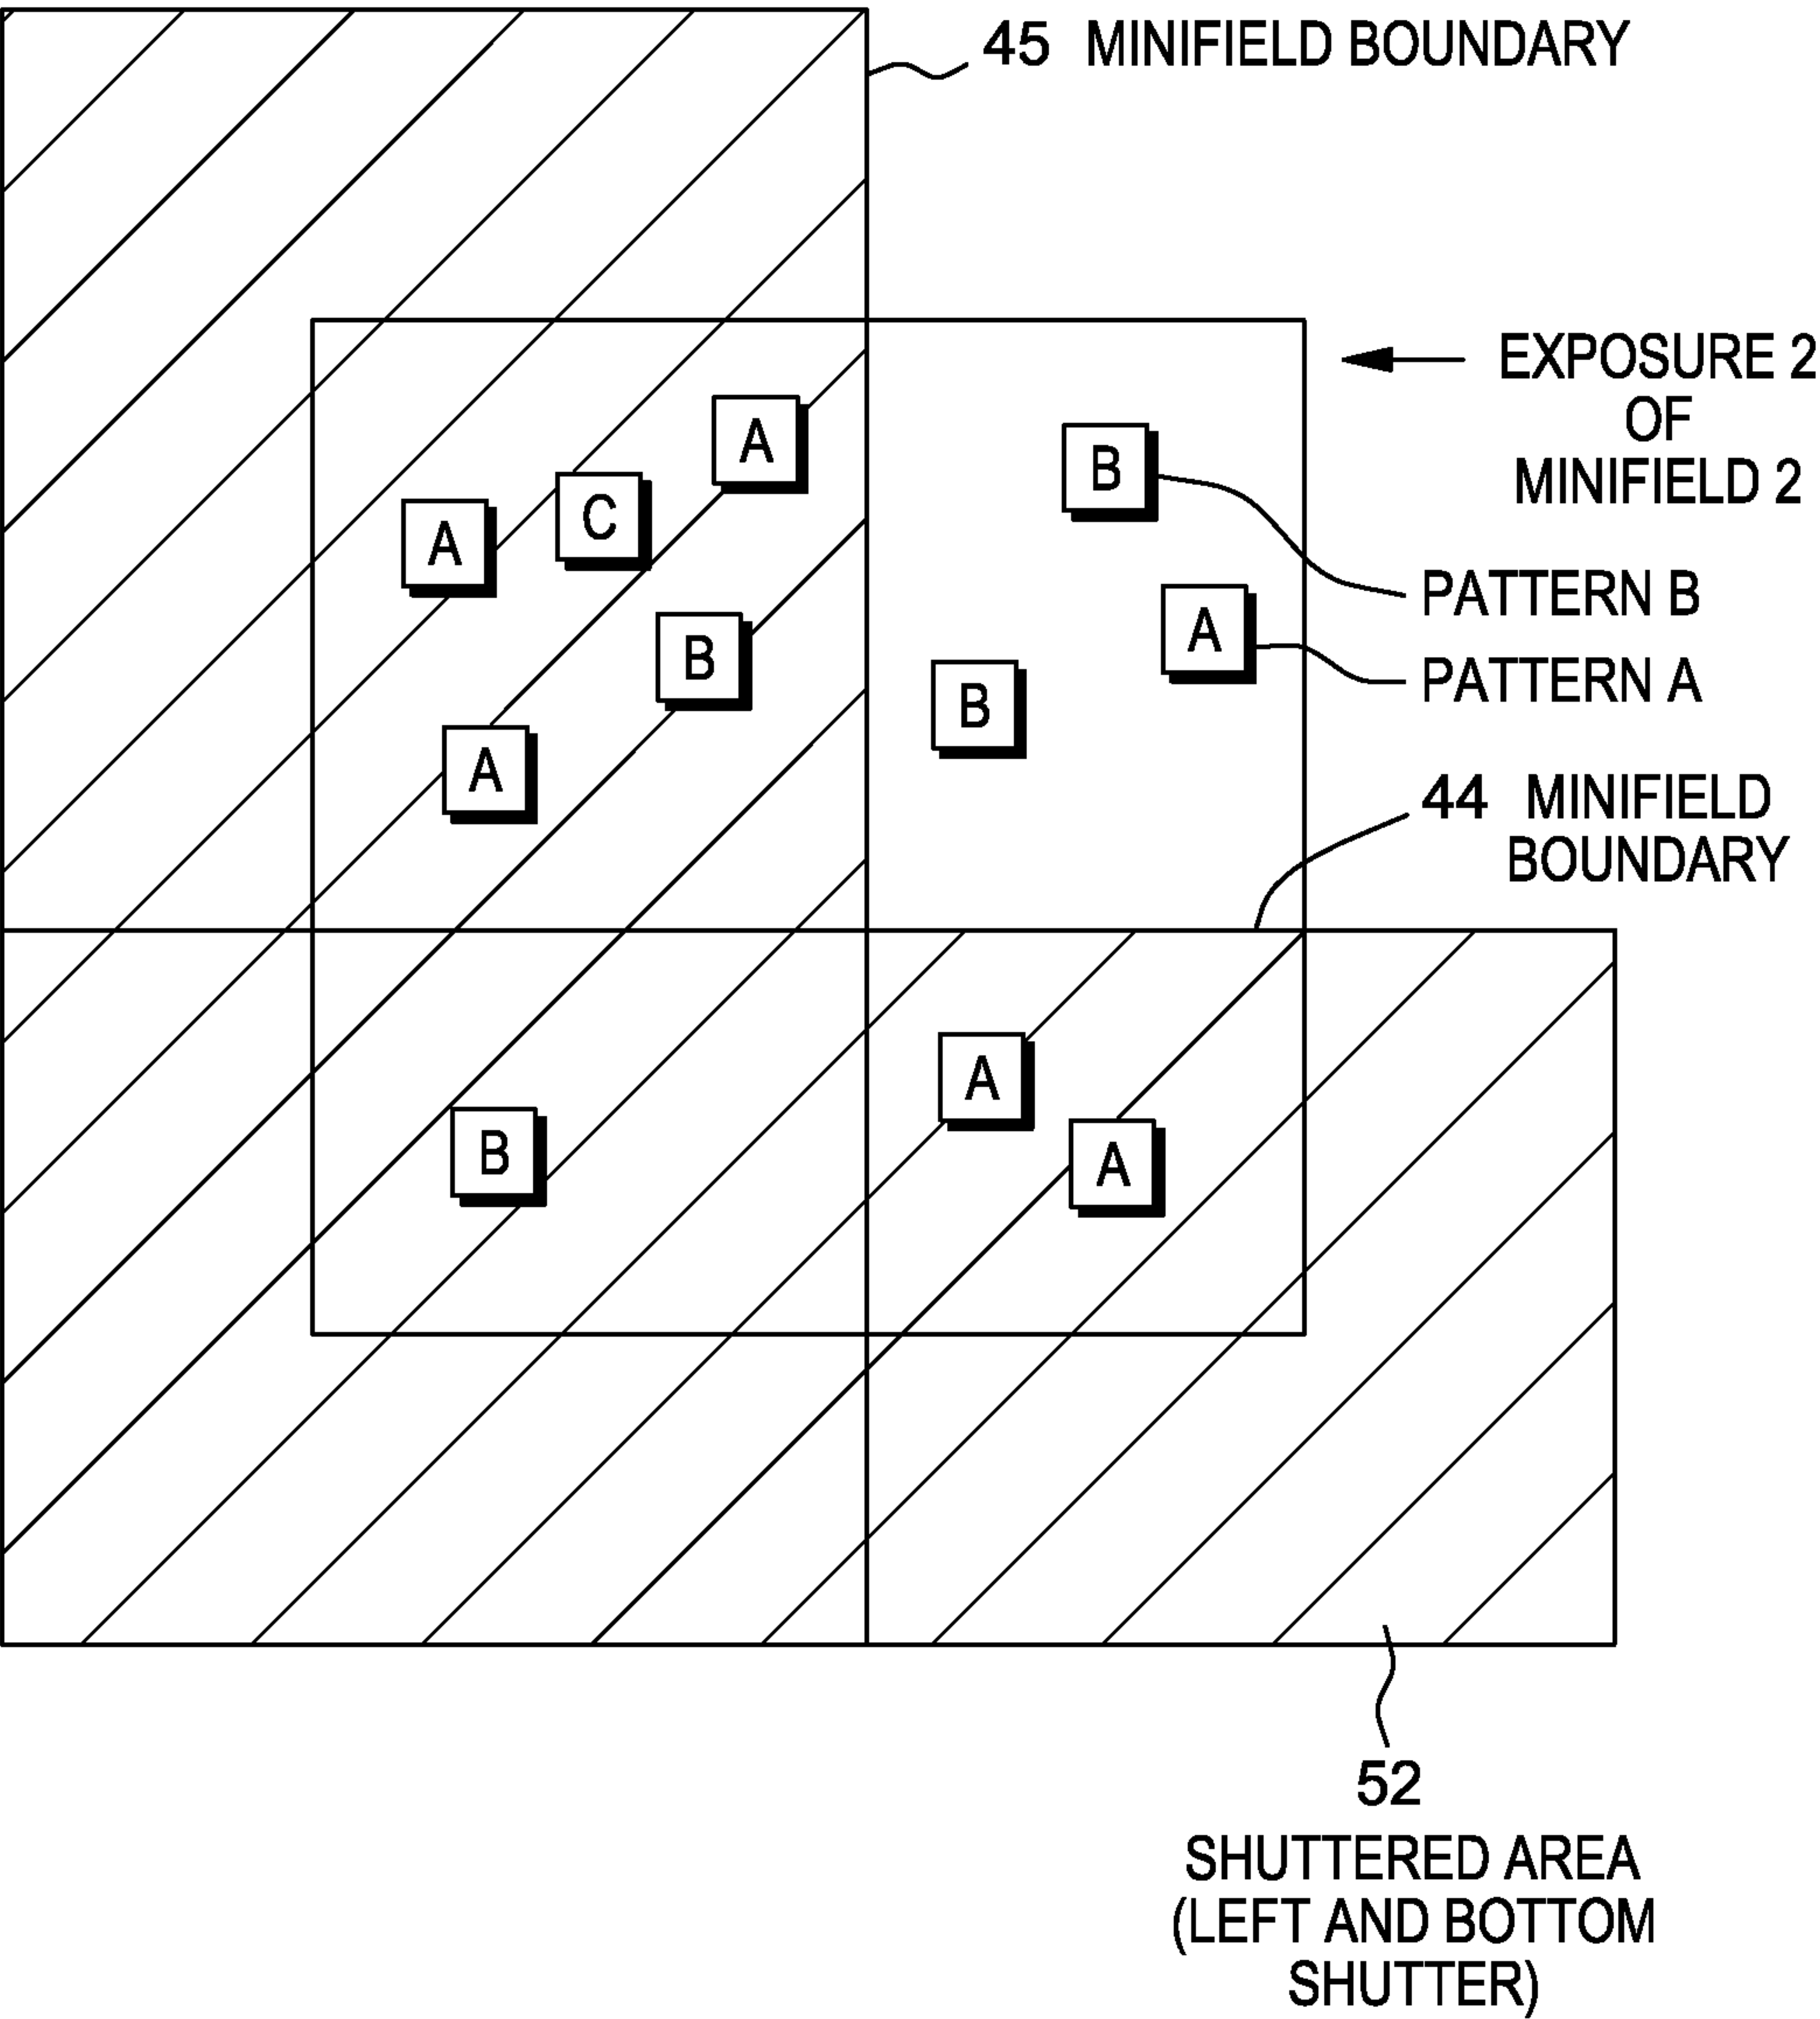 45 MINIFIELD BOUNDARY
EXPOSURE 2
OF
MINIFIELD 2
A
B
C
A
PATTERN B
A
B
PATTERN A
B
A
44 MINIFIELD
BOUNDARY
A
B
A
52
SHUTTERED AREA
(LEFT AND BOTTOM
SHUTTER)